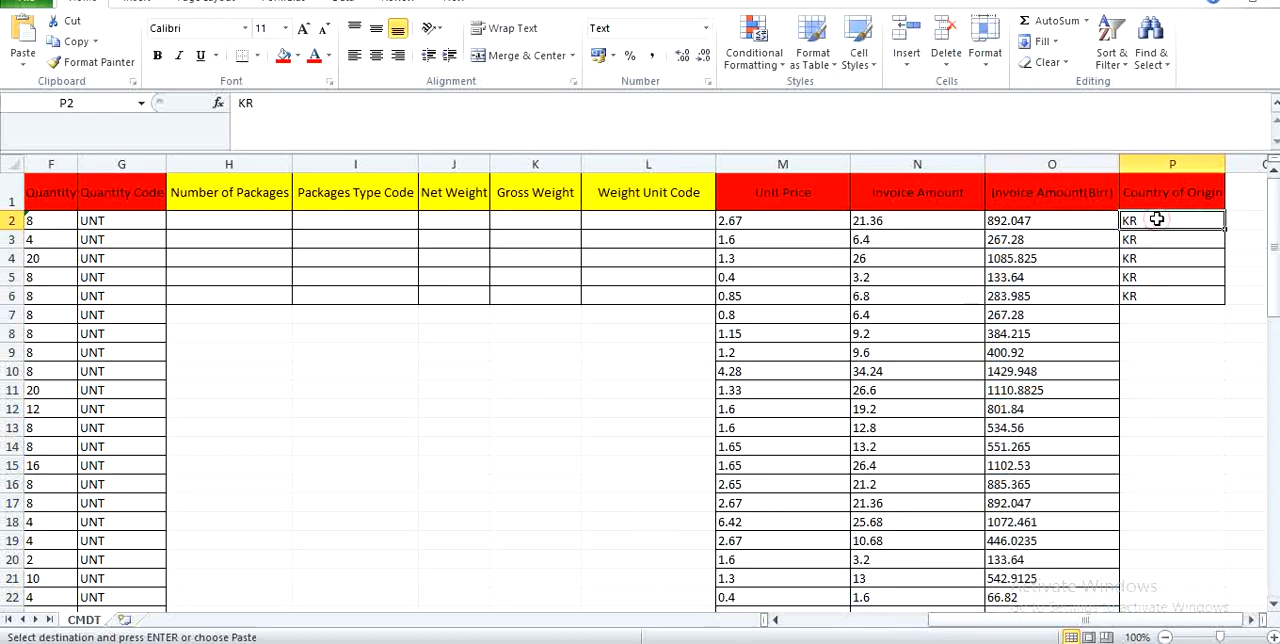 Cut
Copy
Format Painter
Paste
Clipboard
Calibri 11 A A
B I U A
Font
Wrap Text
Merge & Center
Alignment
Text
% ,
Number
Conditional Formatting
Format as Table
Cell Styles
Styles
Insert Delete Format
Cells
Σ AutoSum
Fill
Clear
Sort & Filter
Find & Select
Editing
P2 fx KR
F G H I J K L M N O P
1 Quantity Quantity Code Number of Packages Packages Type Code Net Weight Gross Weight Weight Unit Code Unit Price Invoice Amount Invoice Amount(Birr) Country of Origin
2 8 UNT 2.67 21.36 892.047 KR
3 4 UNT 1.6 6.4 267.28 KR
4 20 UNT 1.3 26 1085.825 KR
5 8 UNT 0.4 3.2 133.64 KR
6 8 UNT 0.85 6.8 283.985 KR
7 8 UNT 0.8 6.4 267.28
8 8 UNT 1.15 9.2 384.215
9 8 UNT 1.2 9.6 400.92
10 8 UNT 4.28 34.24 1429.948
11 20 UNT 1.33 26.6 1110.8825
12 12 UNT 1.6 19.2 801.84
13 8 UNT 1.6 12.8 534.56
14 8 UNT 1.65 13.2 551.265
15 16 UNT 1.65 26.4 1102.53
16 8 UNT 2.65 21.2 885.365
17 8 UNT 2.67 21.36 892.047
18 4 UNT 6.42 25.68 1072.461
19 4 UNT 2.67 10.68 446.0235
20 2 UNT 1.6 3.2 133.64
21 10 UNT 1.3 13 542.9125
22 4 UNT 0.4 1.6 66.82
Activate Windows
Go to Settings to activate Windows.
CMDT
Select destination and press ENTER or choose Paste
100%